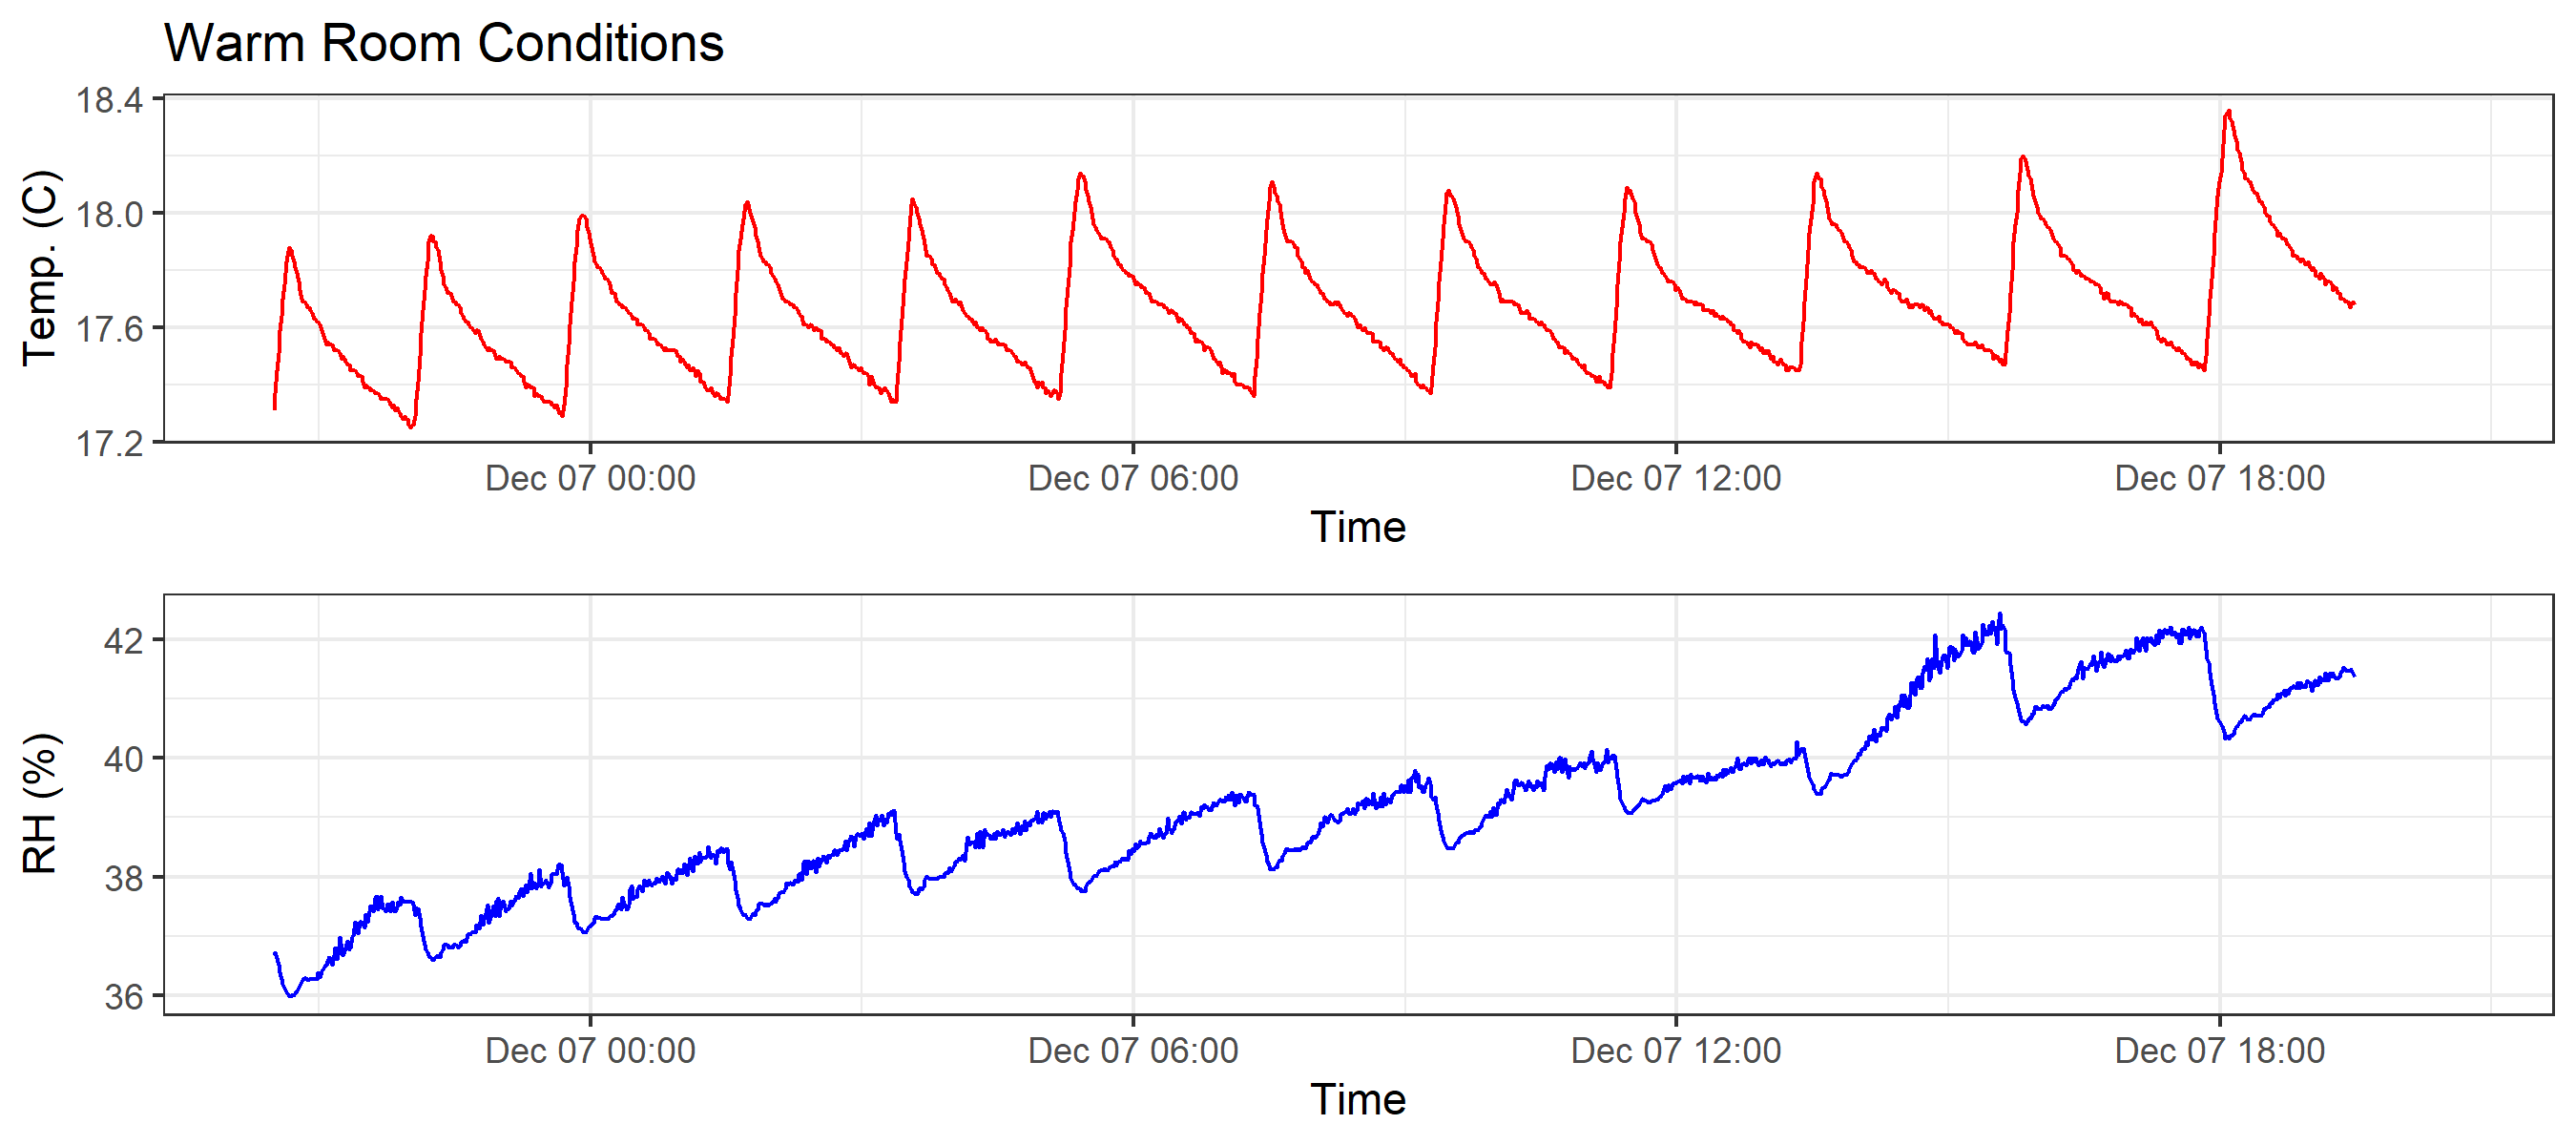 Warm Room Conditions
18.4
18.0
17.6
17.2
Temp. (C)
Dec 07 00:00 Dec 07 06:00 Dec 07 12:00 Dec 07 18:00
Time
42
40
38
36
RH (%)
Dec 07 00:00 Dec 07 06:00 Dec 07 12:00 Dec 07 18:00
Time